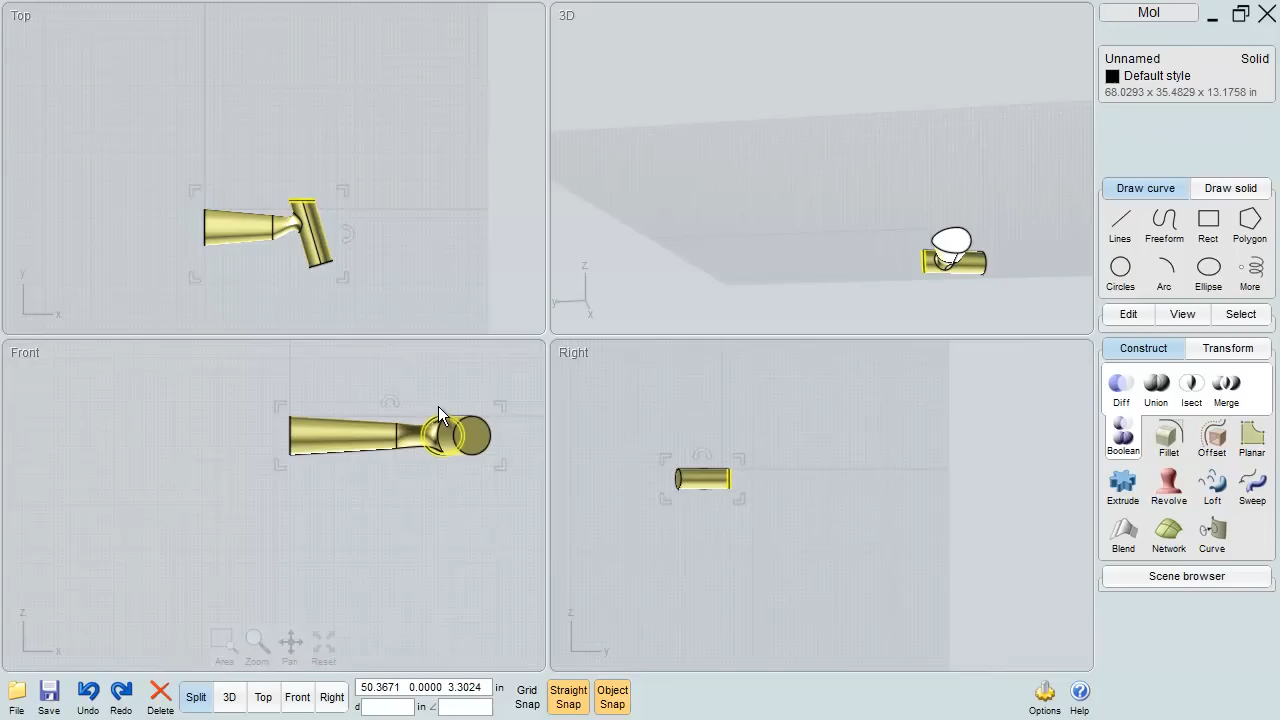 Top
3D
MoI
Unnamed Solid
Default style
68.0293 x 35.4829 x 13.1758 in
Draw curve Draw solid
Lines Freeform Rect Polygon
Circles Arc Ellipse More
Edit View Select
Construct Transform
Diff Union Isect Merge
Boolean Fillet Offset Planar
Extrude Revolve Loft Sweep
Blend Network Curve
Scene browser
y
x
z
y
x
Front
Right
z
x
z
y
Area Zoom Pan Reset
File Save Undo Redo Delete
Split 3D Top Front Right
50.3671 0.0000 3.3024 in
d in ∠
Grid Snap
Straight Snap
Object Snap
Options Help